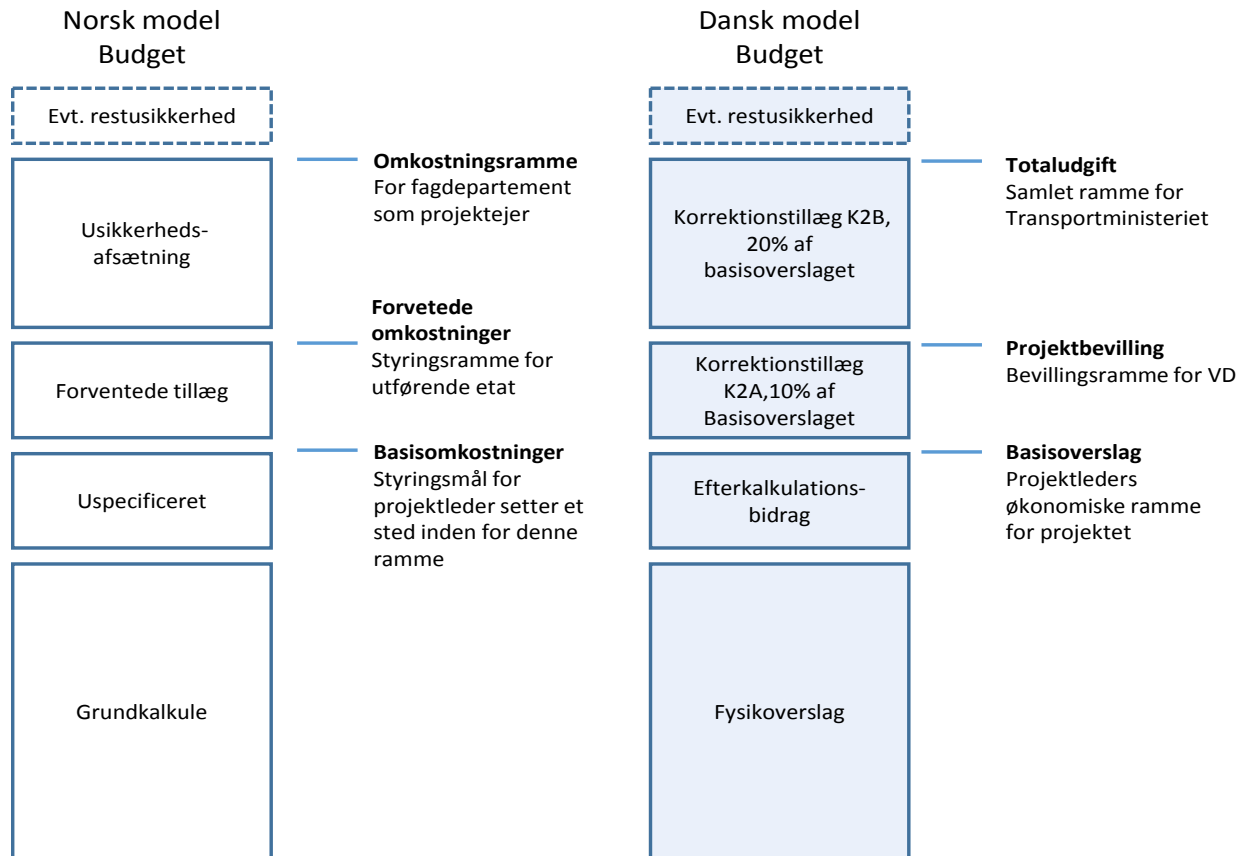 Norsk model
Budget
Evt. restusikkerhed
Usikkerheds-
afsætning
Forventede tillæg
Uspecificeret
Grundkalkule
Omkostningsramme
For fagdepartement
som projektejer
Forvetede
omkostninger
Styringsramme for
utførende etat
Basisomkostninger
Styringsmål for
projektleder setter et
sted inden for denne
ramme
Dansk model
Budget
Evt. restusikkerhed
Korrektionstillæg K2B,
20% af
basisoverslaget
Korrektionstillæg
K2A,10% af
Basisoverslaget
Efterkalkulations-
bidrag
Fysikoverslag
Totaludgift
Samlet ramme for
Transportministeriet
Projektbevilling
Bevillingsramme for VD
Basisoverslag
Projektleders
økonomiske ramme
for projektet